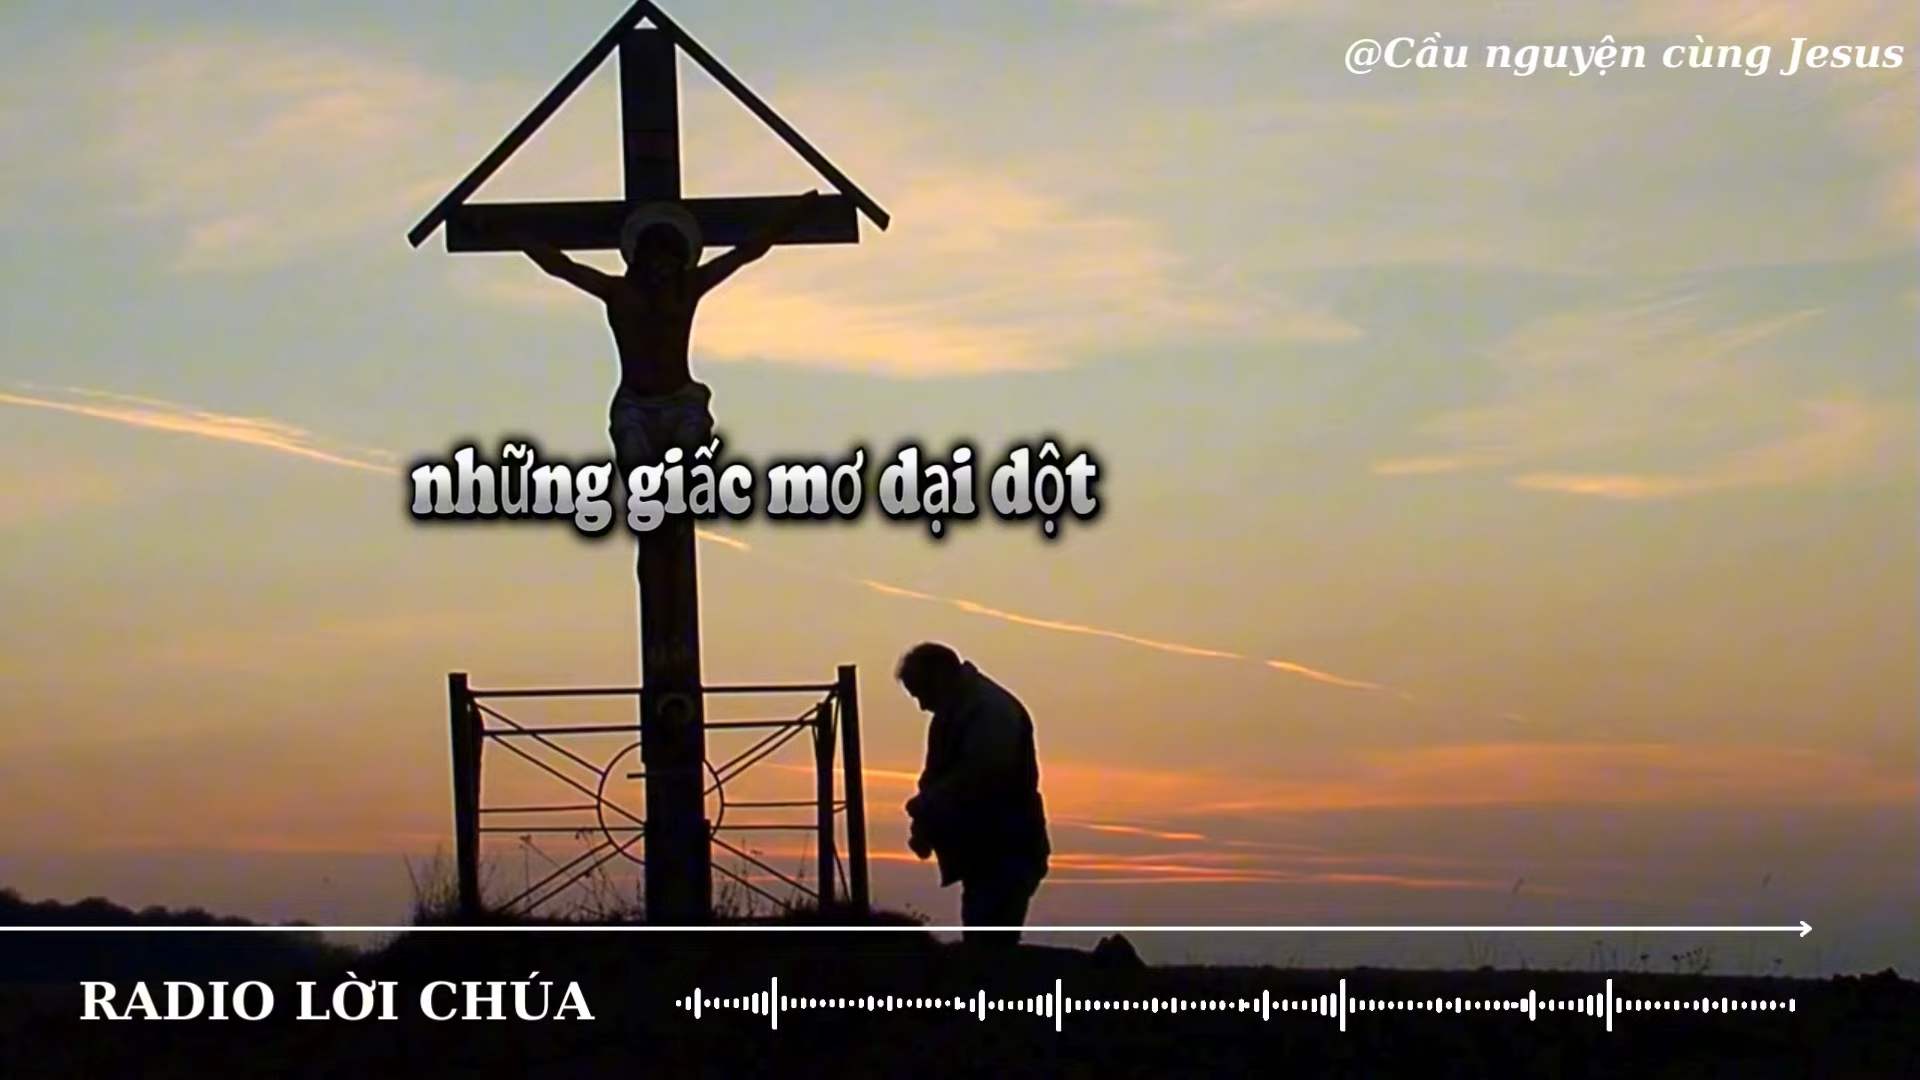 @Cầu nguyện cùng Jesus
những giấc mơ dại dột
RADIO LỜI CHÚA